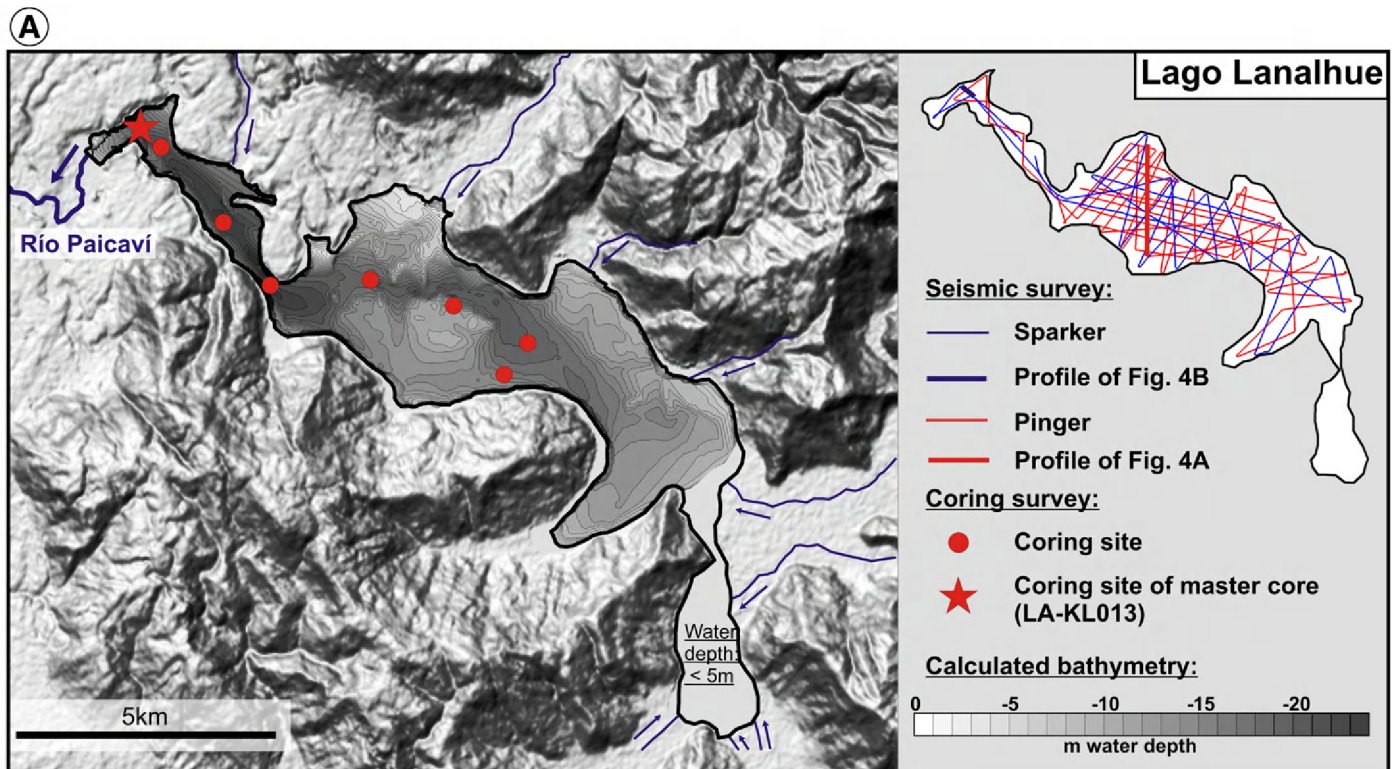 A
Lago Lanalhue
Río Paicaví
Water
depth:
< 5m
5km
Seismic survey:
Sparker
Profile of Fig. 4B
Pinger
Profile of Fig. 4A
Coring survey:
Coring site
Coring site of master core
(LA-KL013)
Calculated bathymetry:
0 -5 -10 -15 -20
m water depth